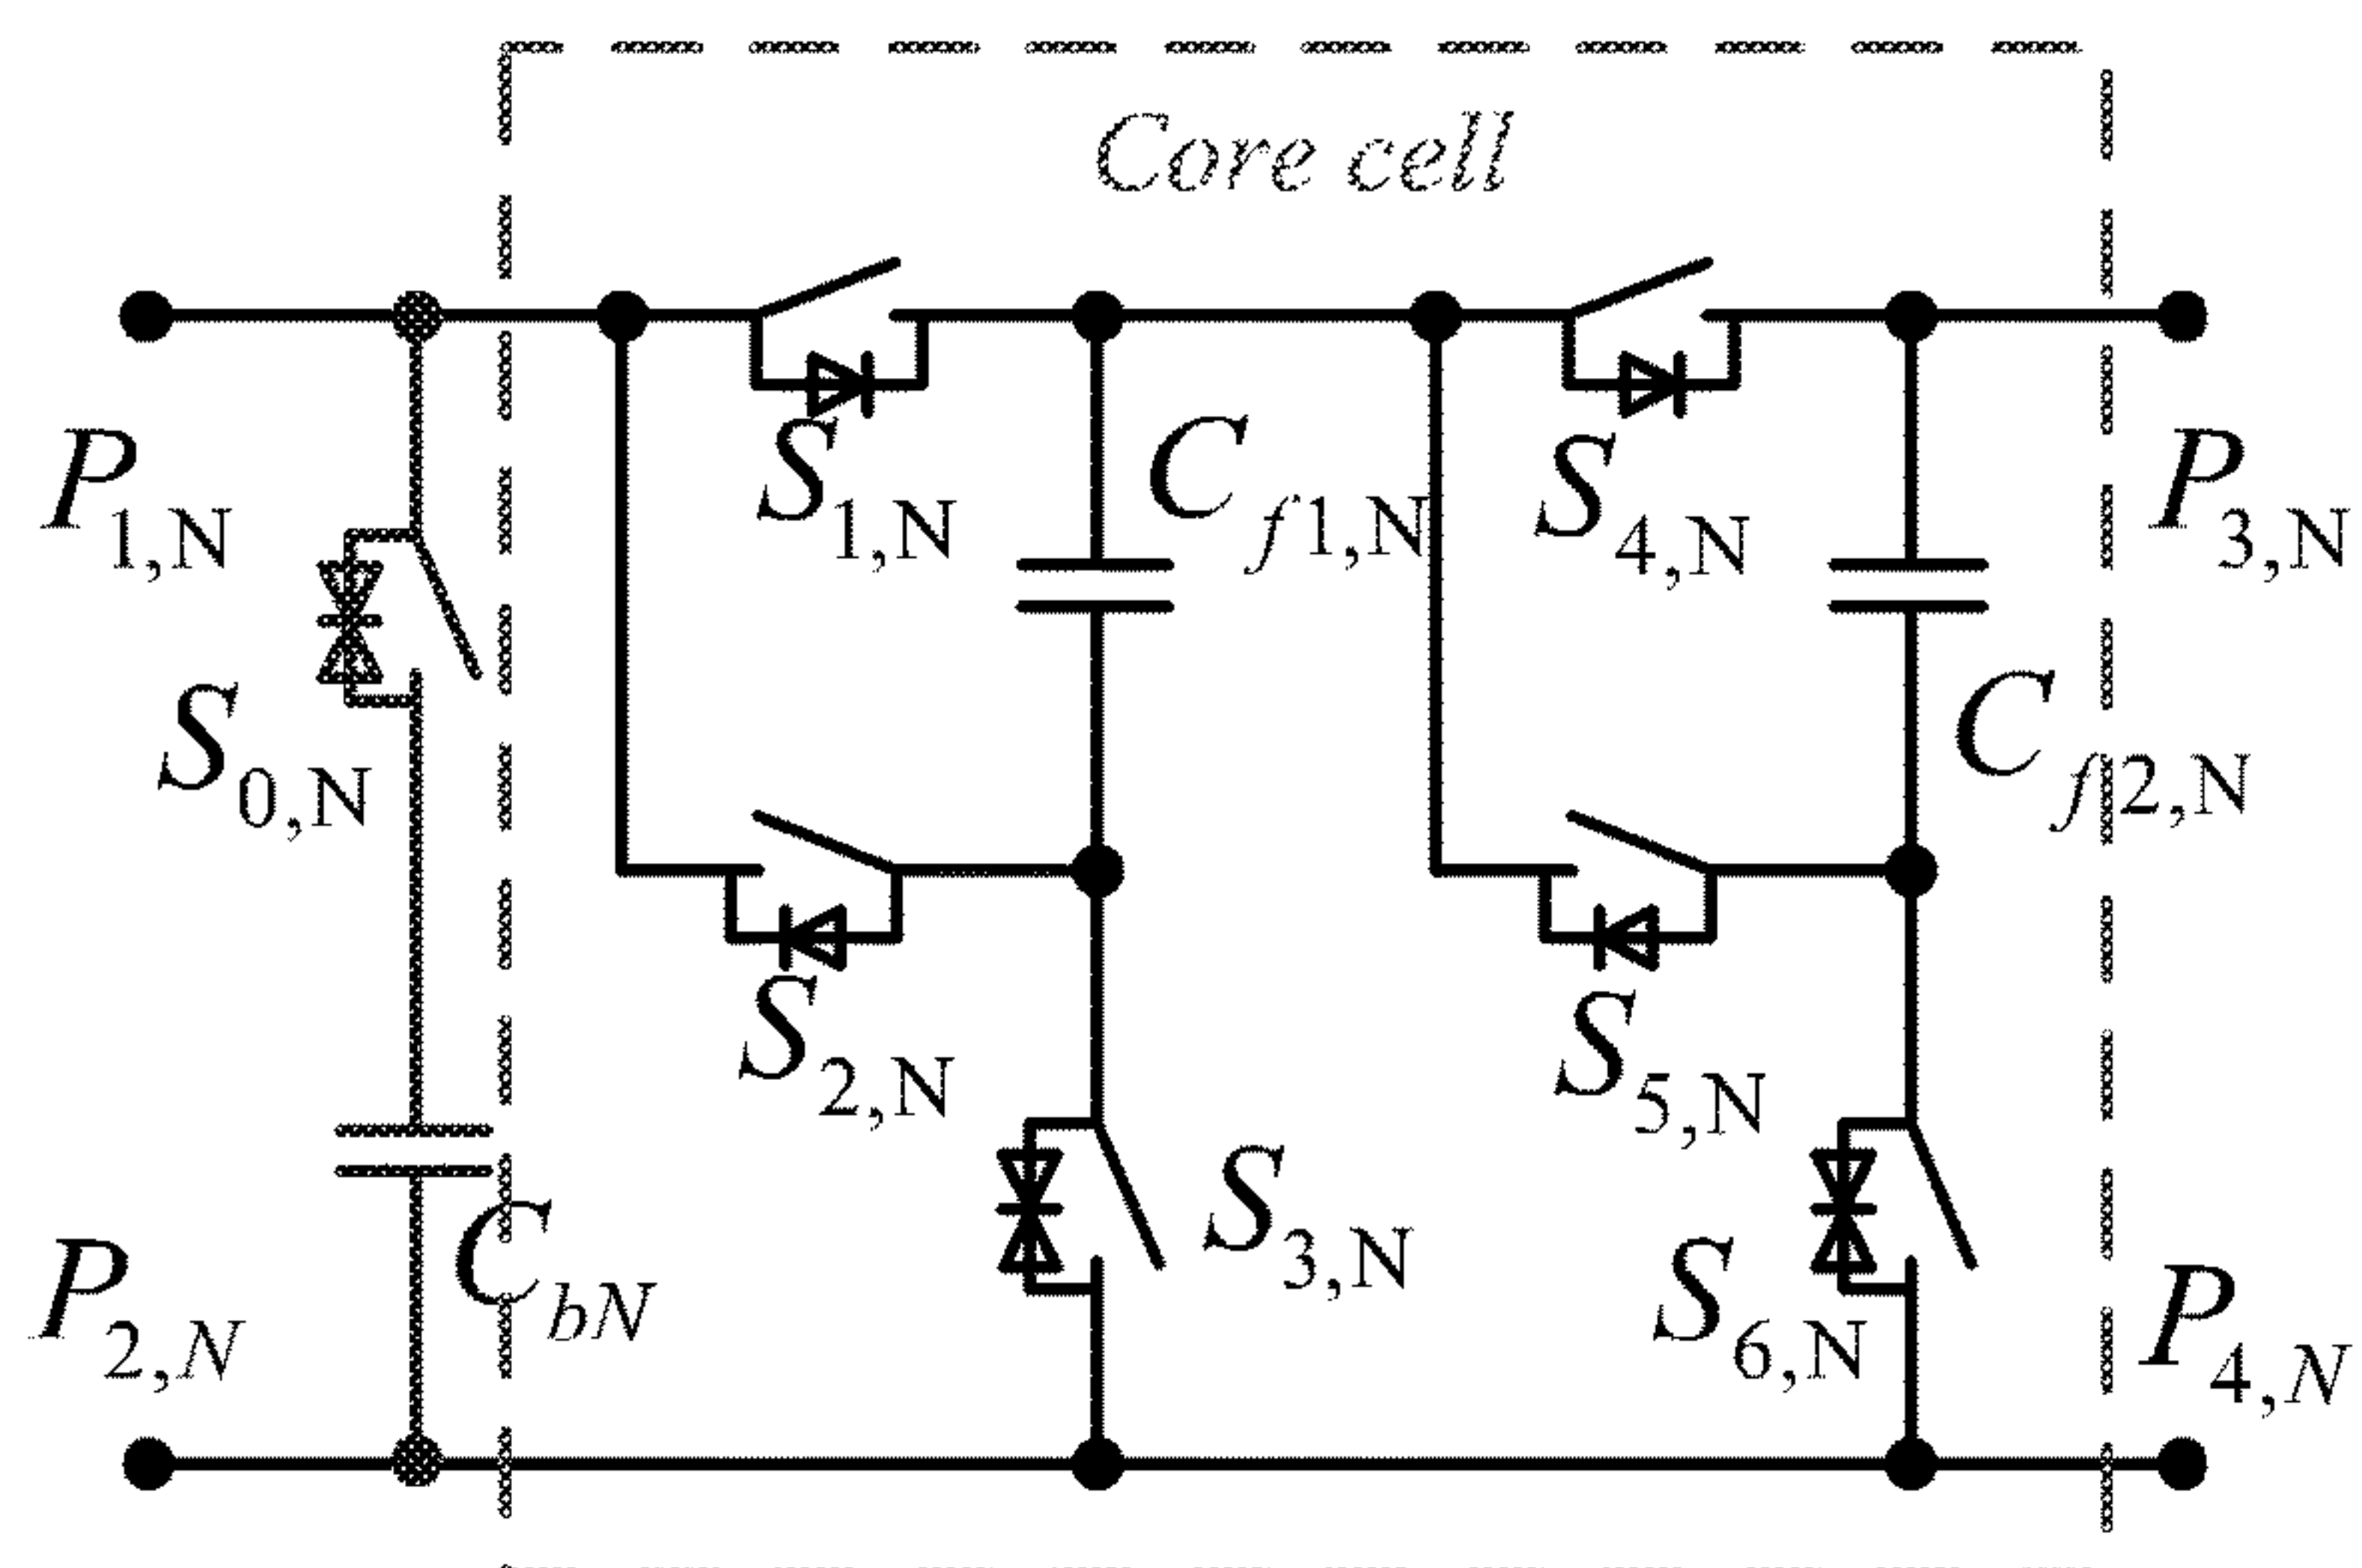 Core cell
P1,N
S1,N
Cf1,N
S4,N
P3,N
S0,N
Cf2,N
S2,N
S5,N
S3,N
CbN
S6,N
P2,N
P4,N